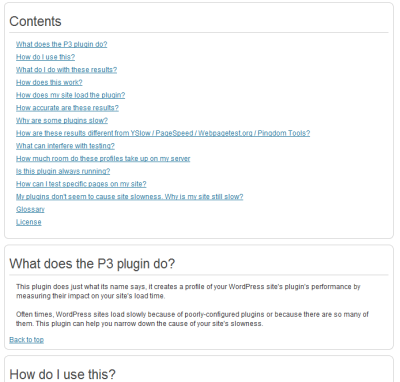 Contents
What does the P3 plugin do?
How do I use this?
What do I do with these results?
How does this work?
How does my site load the plugin?
How accurate are these results?
Why are some plugins slow?
How are these results different from YSlow / PageSpeed / Webpagetest.org / Pingdom Tools?
What can interfere with testing?
How much room do these profiles take up on my server
Is this plugin always running?
How can I test specific pages on my site?
My plugins don't seem to cause site slowness. Why is my site still slow?
Glossary
License
What does the P3 plugin do?
This plugin does just what its name says, it creates a profile of your WordPress site's plugin's performance by
measuring their impact on your site's load time.
Often times, WordPress sites load slowly because of poorly-configured plugins or because there are so many of
them. This plugin can help you narrow down the cause of your site's slowness.
Back to top
How do I use this?